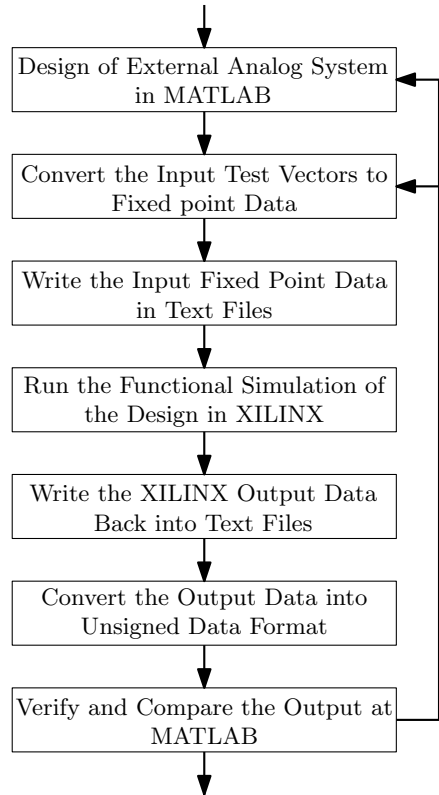 Design of External Analog System
in MATLAB
Convert the Input Test Vectors to
Fixed point Data
Write the Input Fixed Point Data
in Text Files
Run the Functional Simulation of
the Design in XILINX
Write the XILINX Output Data
Back into Text Files
Convert the Output Data into
Unsigned Data Format
Verify and Compare the Output at
MATLAB